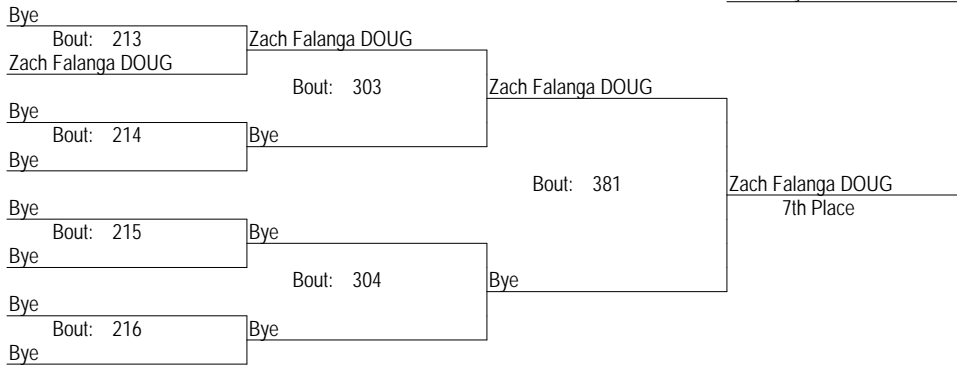 Bye
Bout: 213
Zach Falanga DOUG
Zach Falanga DOUG
Bout: 303
Zach Falanga DOUG
Bye
Bout: 214
Bye
Bye
Bout: 381
Zach Falanga DOUG
7th Place
Bye
Bout: 215
Bye
Bye
Bout: 304
Bye
Bye
Bout: 216
Bye
Bye